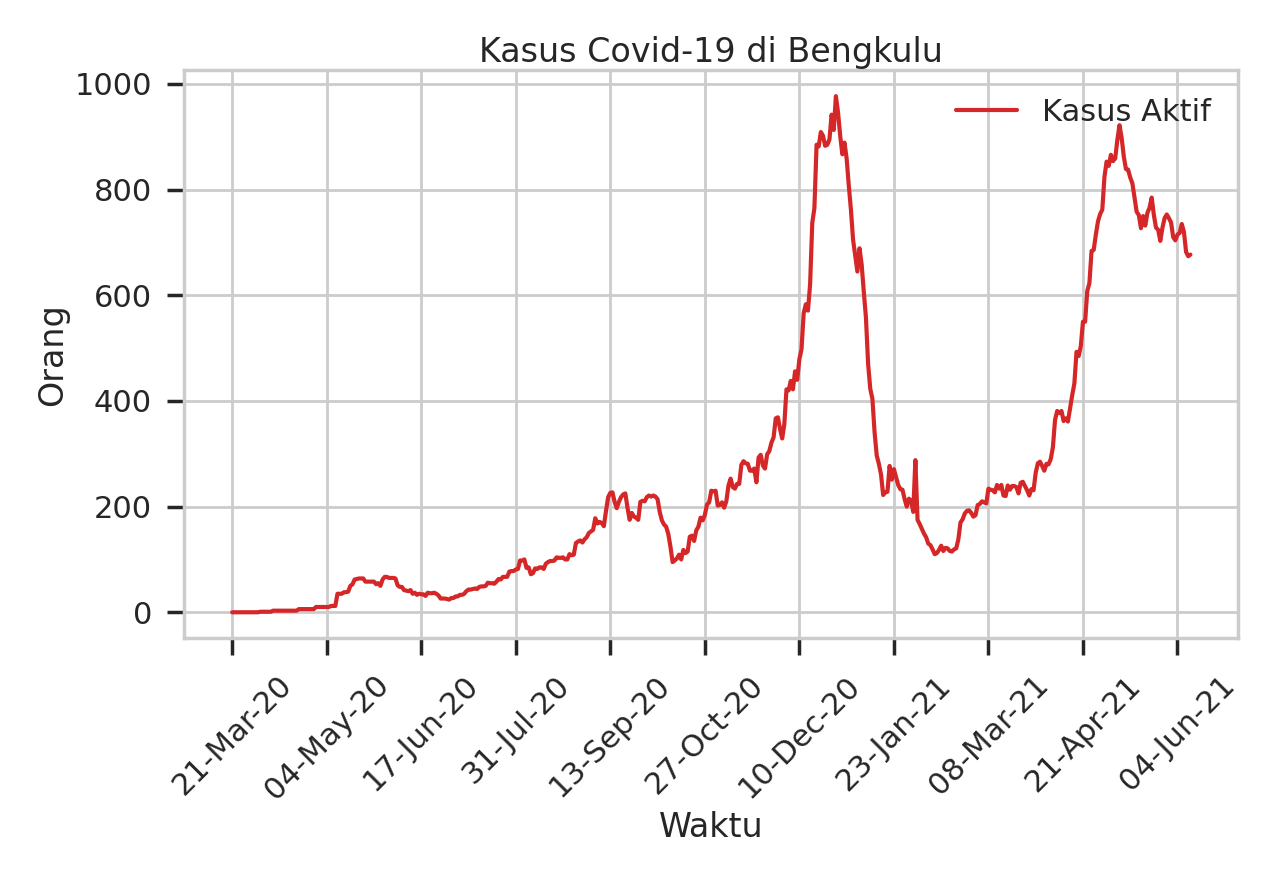 Kasus Covid-19 di Bengkulu
Kasus Aktif
1000
800
600
400
200
0
Orang
21-Mar-20
04-May-20
17-Jun-20
31-Jul-20
13-Sep-20
27-Oct-20
10-Dec-20
23-Jan-21
08-Mar-21
21-Apr-21
04-Jun-21
Waktu